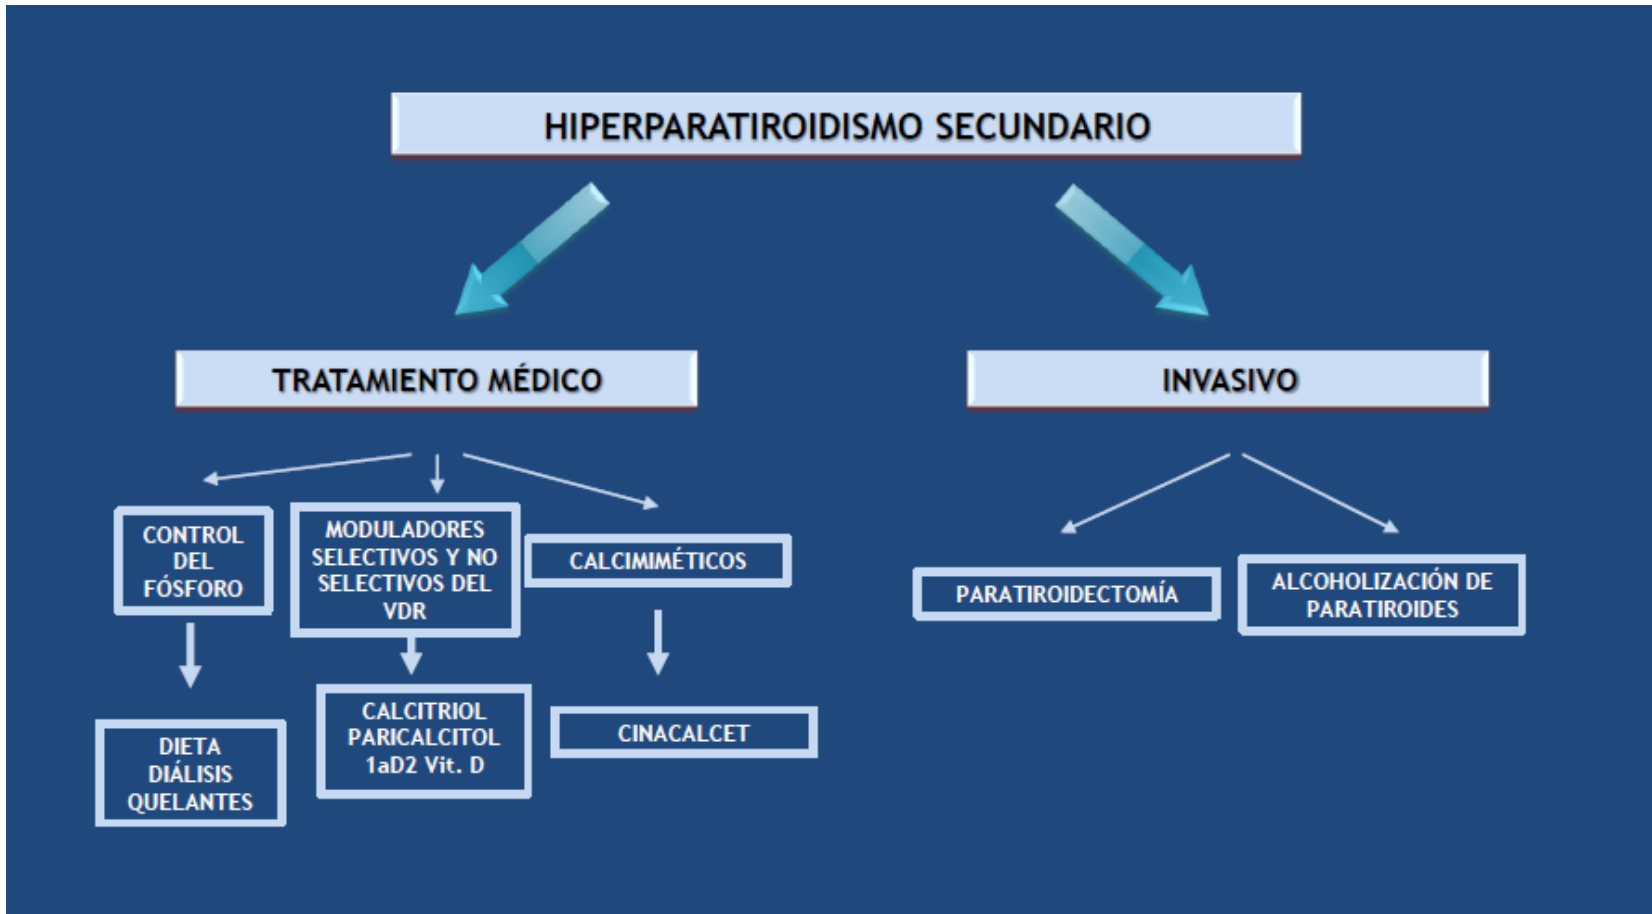 HIPERPARATIROIDISMO SECUNDARIO
TRATAMIENTO MÉDICO
INVASIVO
CONTROL
DEL
FÓSFORO
MODULADORES
SELECTIVOS Y NO
SELECTIVOS DEL
VDR
CALCIMIMÉTICOS
PARATIROIDECTOMÍA
ALCOHOLIZACIÓN DE
PARATIROIDES
DIETA
DIÁLISIS
QUELANTES
CALCITRIOL
PARICALCITOL
1aD2 Vit. D
CINACALCET